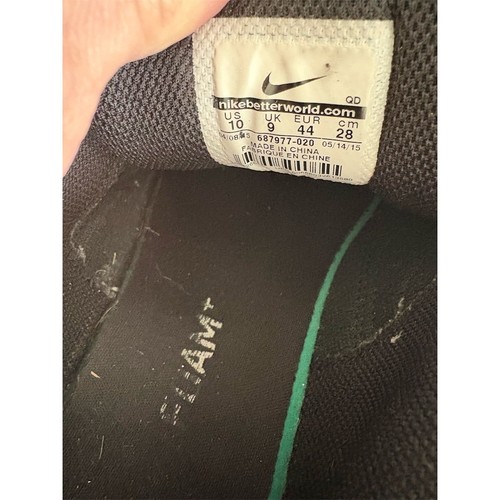 QD
nikebetterworld.com
US UK EUR cm
10 9 44 28
687977-020 05/14/15
MADE IN CHINA
FABRIQUE EN CHINE